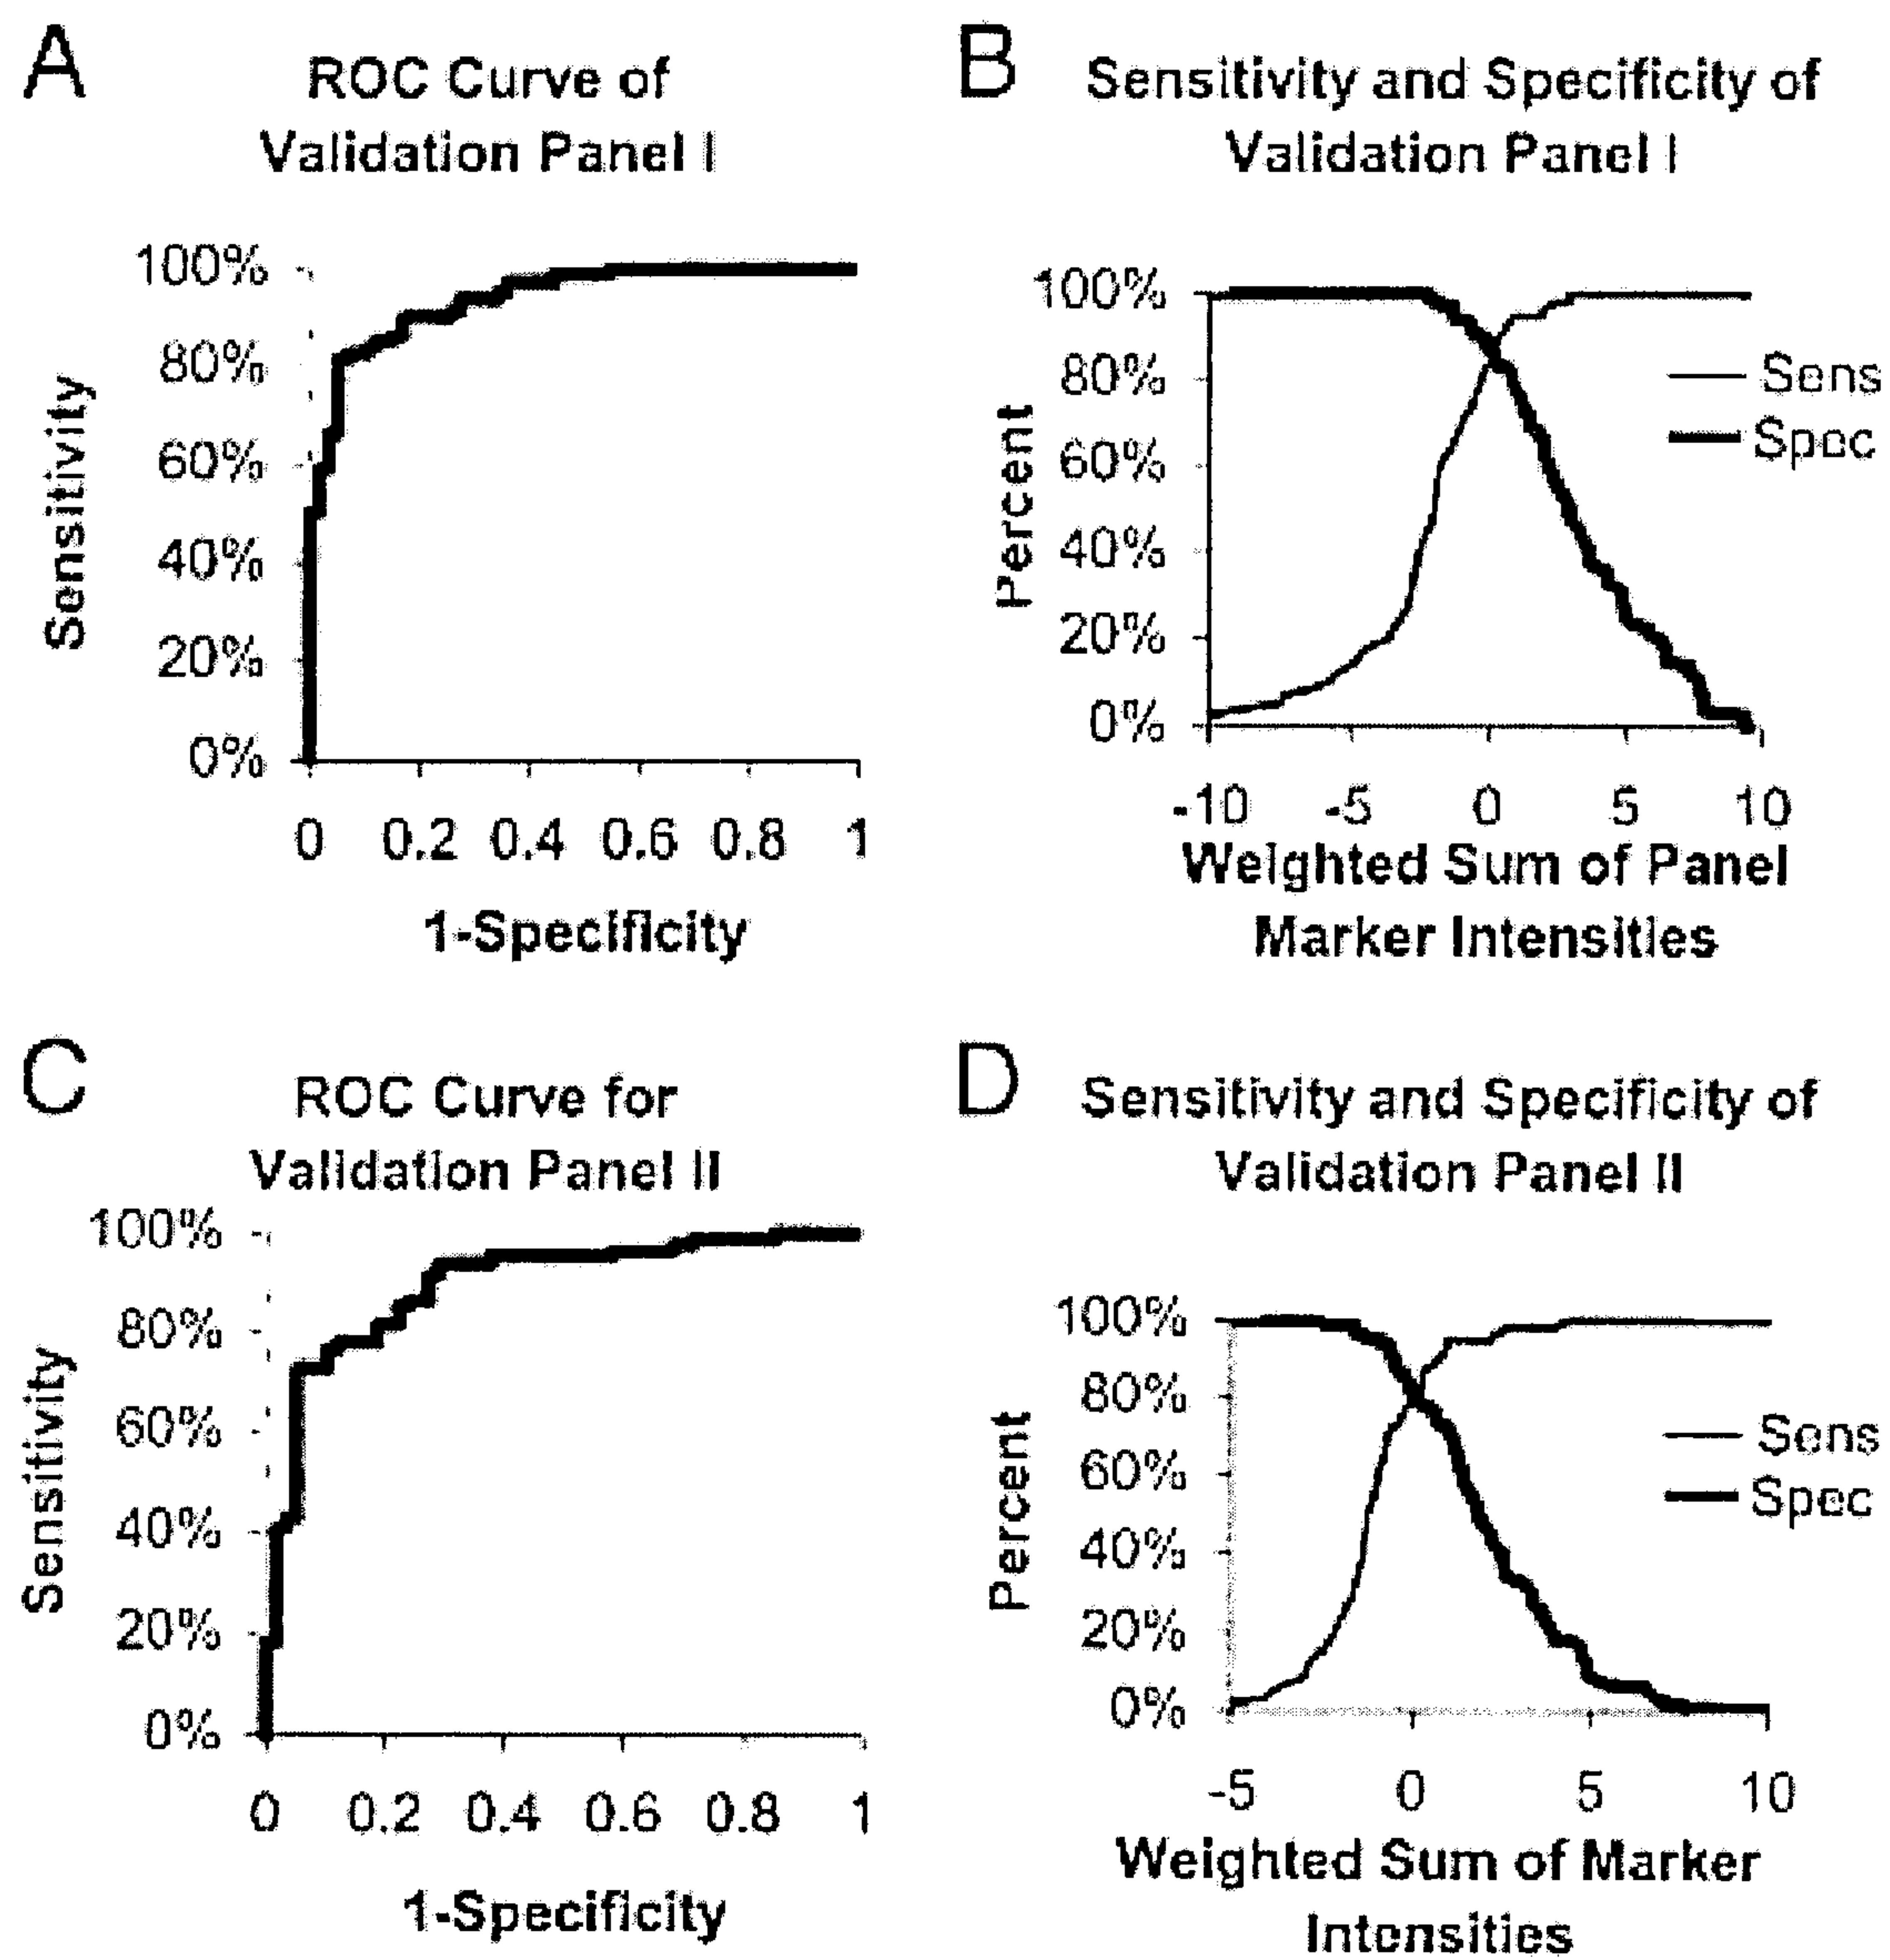 A
ROC Curve of
Validation Panel I
100%
80%
60%
40%
20%
0%
Sensitivity
0 0.2 0.4 0.6 0.8 1
1-Specificity
B
Sensitivity and Specificity of
Validation Panel I
100%
80%
60%
40%
20%
0%
Percent
Sens
Spec
-10 -5 0 5 10
Weighted Sum of Panel
Marker Intensities
C
ROC Curve for
Validation Panel II
100%
80%
60%
40%
20%
0%
Sensitivity
0 0.2 0.4 0.6 0.8 1
1-Specificity
D
Sensitivity and Specificity of
Validation Panel II
100%
80%
60%
40%
20%
0%
Percent
Sens
Spec
-5 0 5 10
Weighted Sum of Marker
Intensities